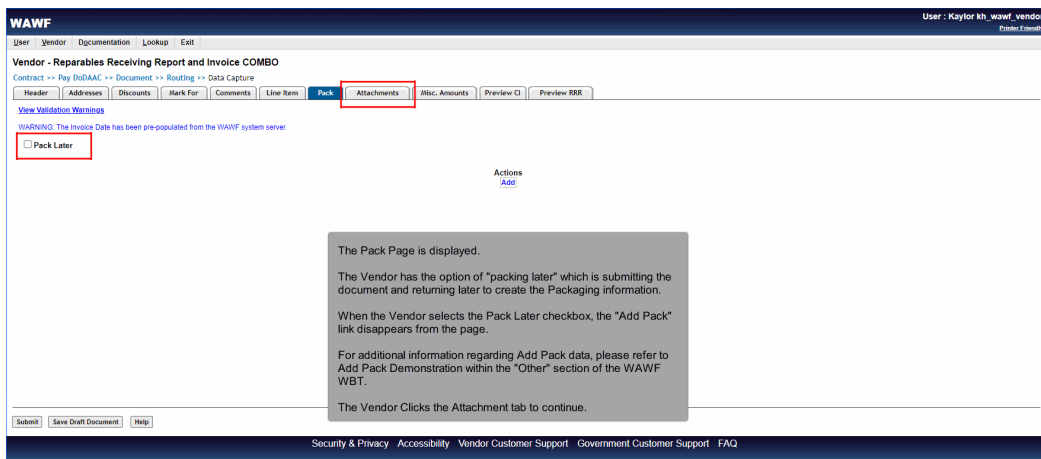 WAWF
User : Kaylor kh_wawf_vendor
Printer Friendly
User Vendor Documentation Lookup Exit
Vendor - Reparables Receiving Report and Invoice COMBO
Contract >> Pay DoDAAC >> Document >> Routing >> Data Capture
Header Addresses Discounts Mark For Comments Line Item Pack Attachments Misc. Amounts Preview CI Preview RRR
View Validation Warnings
WARNING: The Invoice Date has been pre-populated from the WAWF system server.
Pack Later
Actions
Add
The Pack Page is displayed.
The Vendor has the option of "packing later" which is submitting the
document and returning later to create the Packaging information.
When the Vendor selects the Pack Later checkbox, the "Add Pack"
link disappears from the page.
For additional information regarding Add Pack data, please refer to
Add Pack Demonstration within the "Other" section of the WAWF
WBT.
The Vendor Clicks the Attachment tab to continue.
Submit Save Draft Document Help
Security & Privacy Accessibility Vendor Customer Support Government Customer Support FAQ